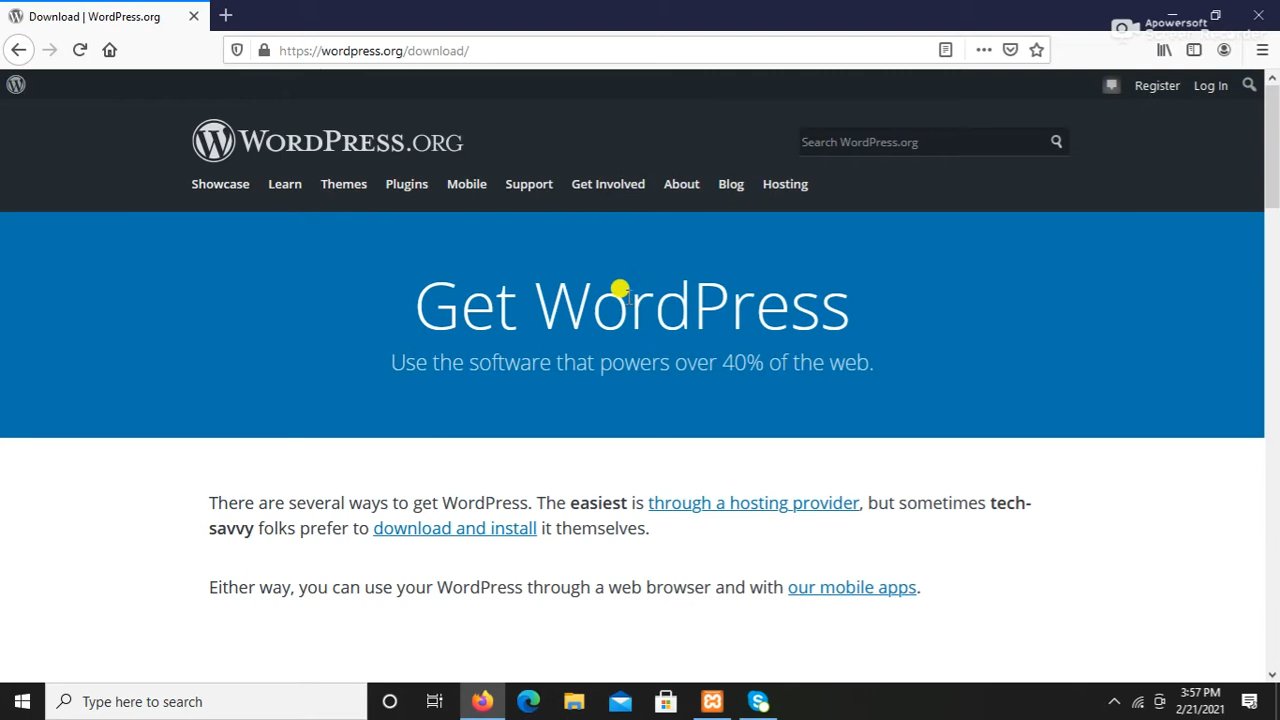 Download | WordPress.org
Apowersoft
Screen Recorder
https://wordpress.org/download/
Register Log In
WORDPRESS.ORG
Search WordPress.org
Showcase Learn Themes Plugins Mobile Support Get Involved About Blog Hosting
Get WordPress
Use the software that powers over 40% of the web.
There are several ways to get WordPress. The easiest is through a hosting provider, but sometimes tech-
savvy folks prefer to download and install it themselves.
Either way, you can use your WordPress through a web browser and with our mobile apps.
Type here to search
3:57 PM
2/21/2021